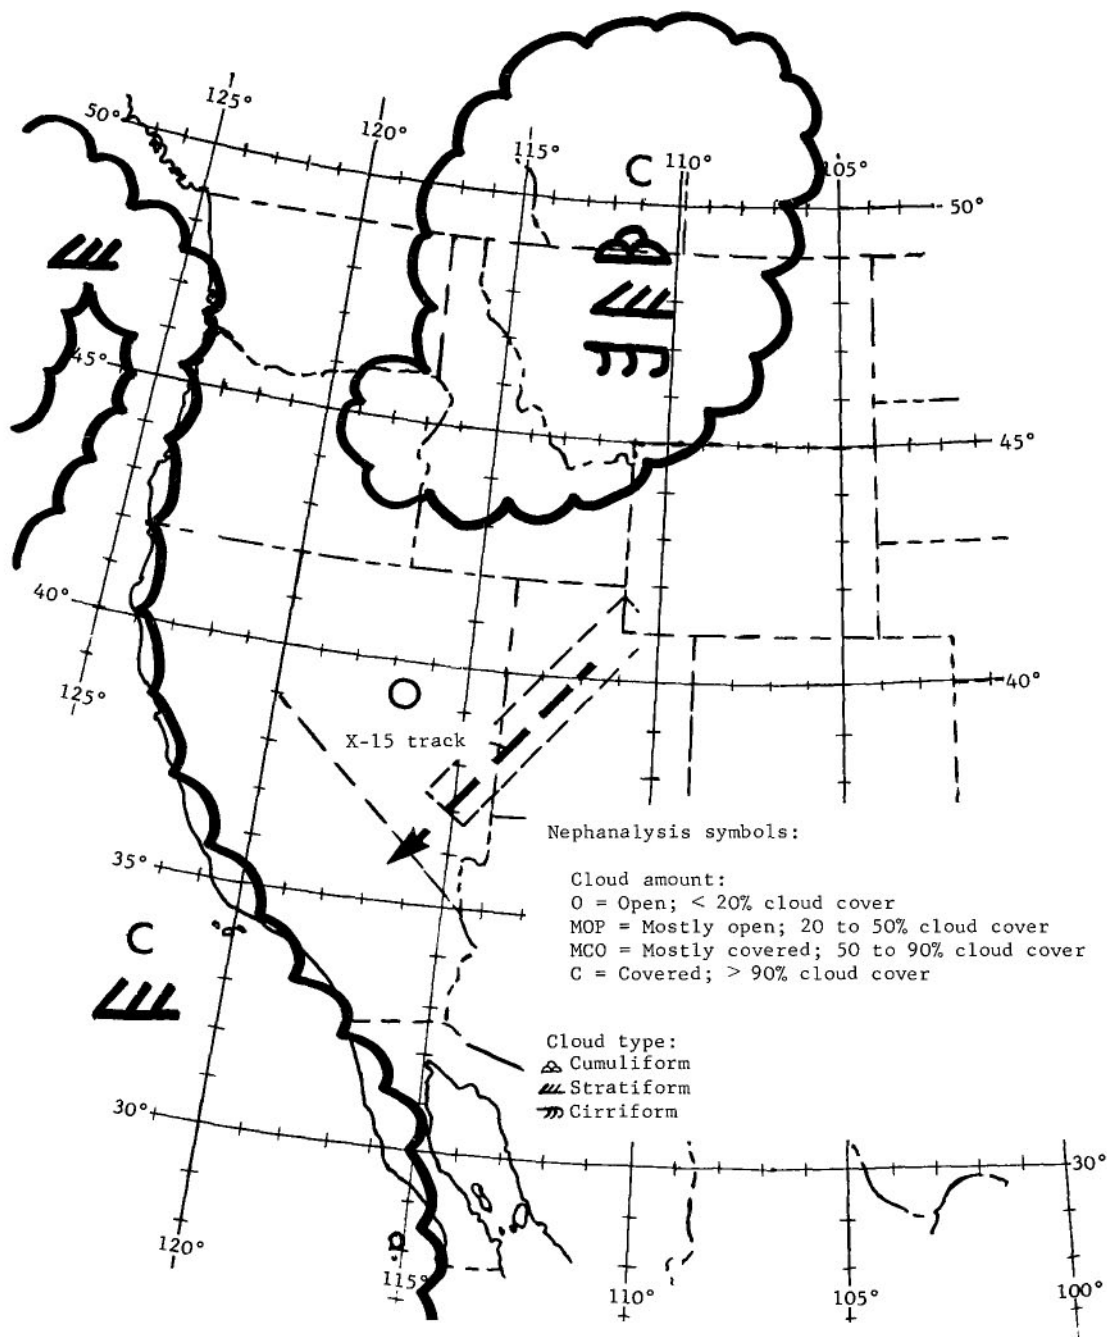 125°
50°
120°
115°
C
110°
105°
50°
45°
45°
40°
125°
O
40°
X-15 track
35°
C
Nephanalysis symbols:
Cloud amount:
O = Open; < 20% cloud cover
MOP = Mostly open; 20 to 50% cloud cover
MCO = Mostly covered; 50 to 90% cloud cover
C = Covered; > 90% cloud cover
Cloud type:
Cumuliform
Stratiform
Cirriform
30°
30°
120°
115°
110°
105°
100°